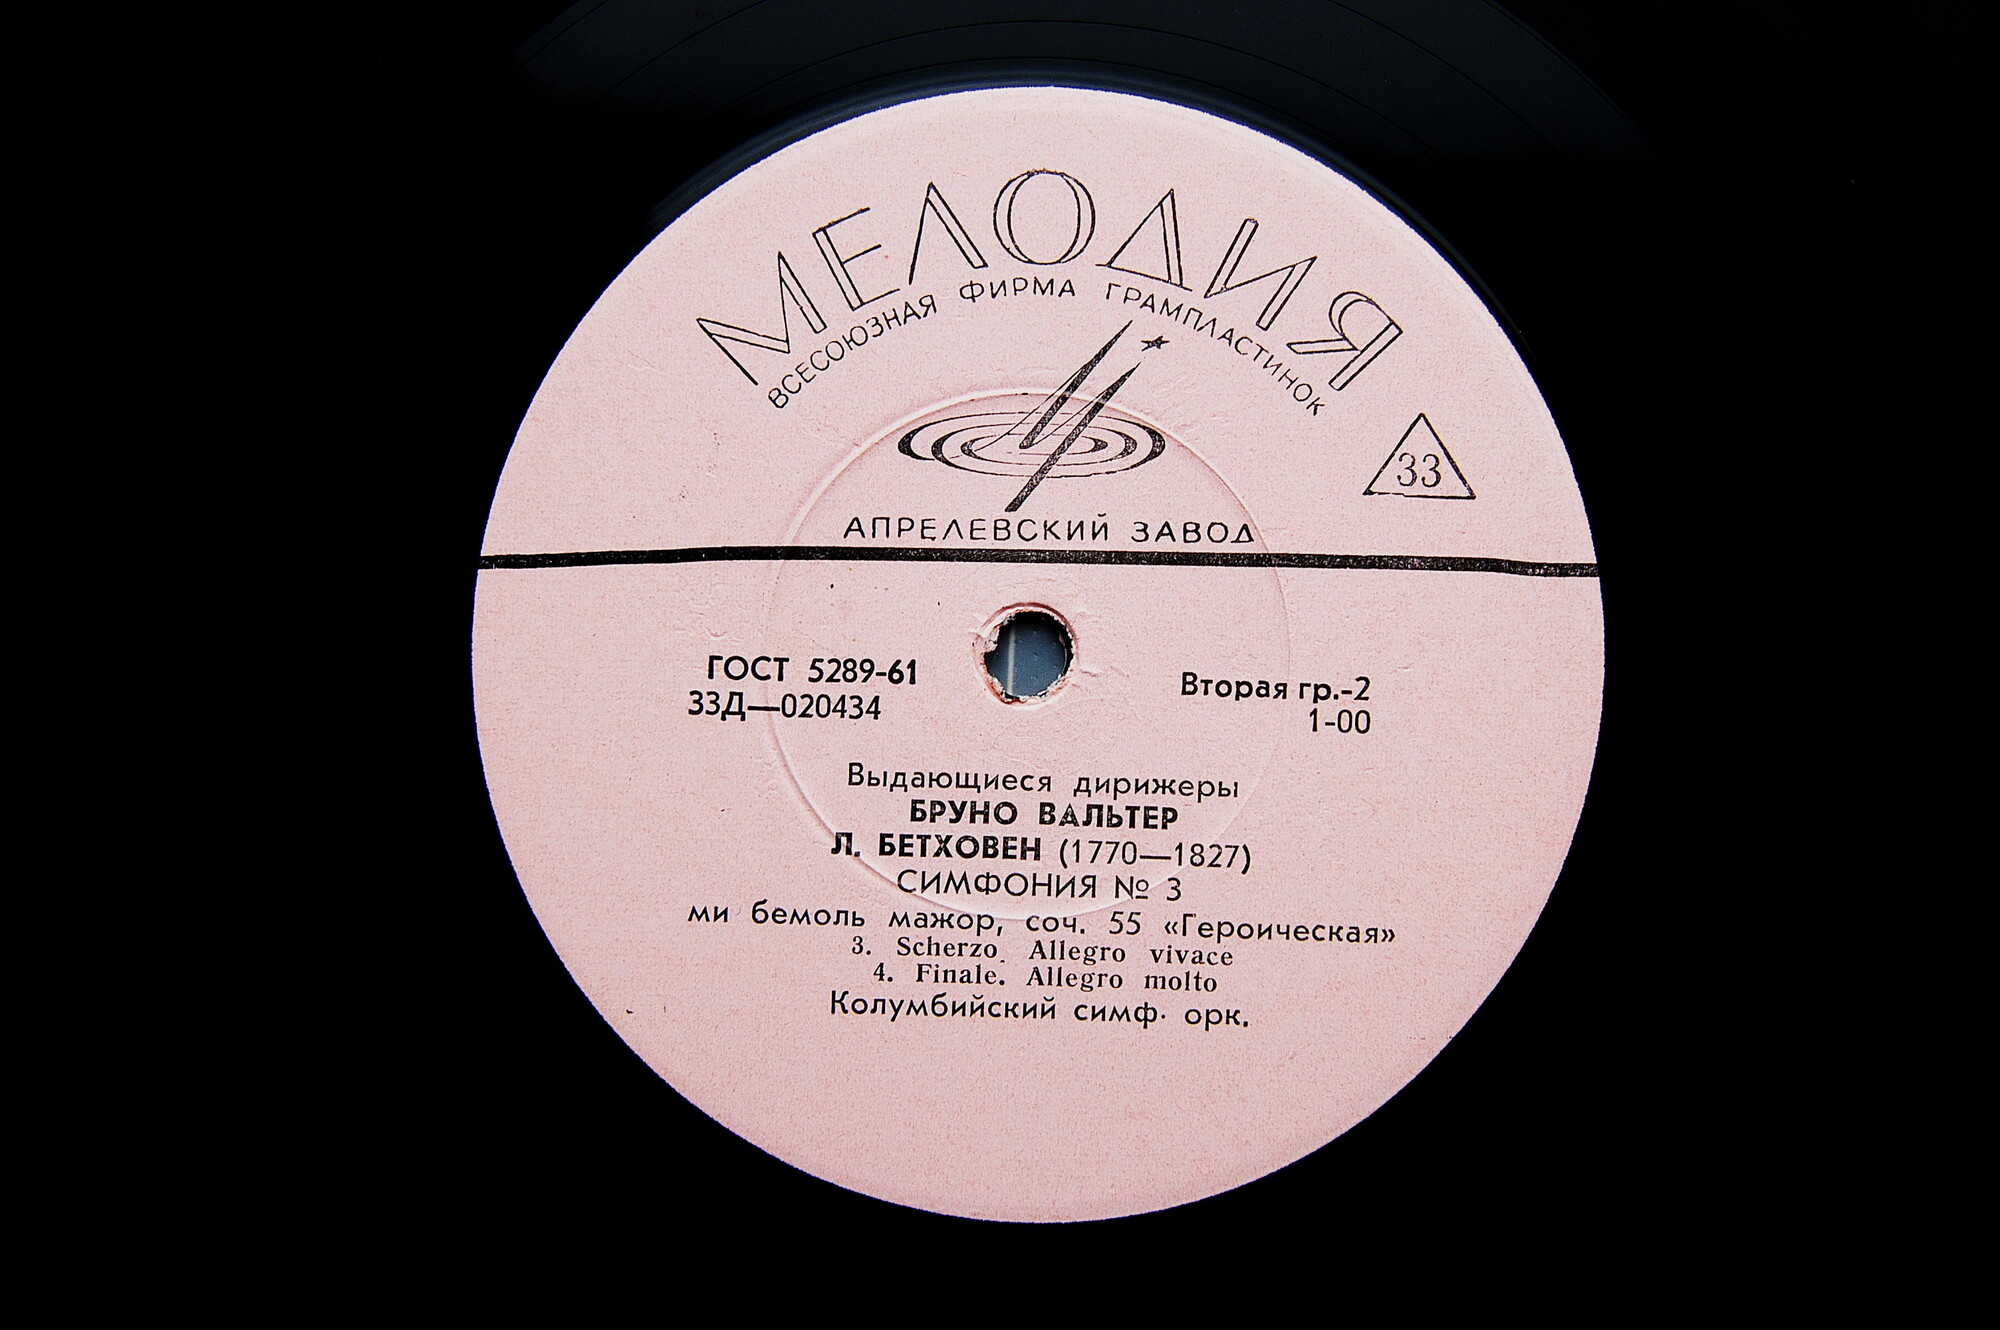 МЕЛОДИЯ
ВСЕСОЮЗНАЯ ФИРМА ГРАМПЛАСТИНОК
33
АПРЕЛЕВСКИЙ ЗАВОД
ГОСТ 5289-61
33Д—020434
Вторая гр.-2
1-00
Выдающиеся дирижеры
БРУНО ВАЛЬТЕР
Л. БЕТХОВЕН (1770—1827)
СИМФОНИЯ № 3
ми бемоль мажор, соч. 55 «Героическая»
3. Scherzo. Allegro vivace
4. Finale. Allegro molto
Колумбийский симф. орк.